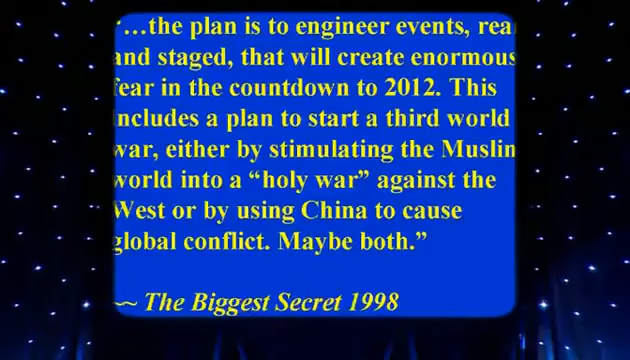 "…the plan is to engineer events, rea
and staged, that will create enormous
fear in the countdown to 2012. This
includes a plan to start a third world
war, either by stimulating the Muslim
world into a “holy war” against the
West or by using China to cause
global conflict. Maybe both.”
~~ The Biggest Secret 1998